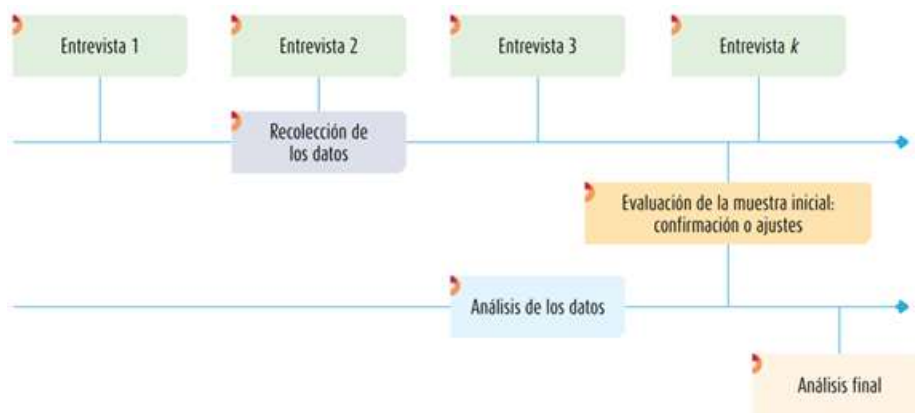 Entrevista 1
Entrevista 2
Entrevista 3
Entrevista k
Recolección de
los datos
Evaluación de la muestra inicial:
confirmación o ajustes
Análisis de los datos
Análisis final